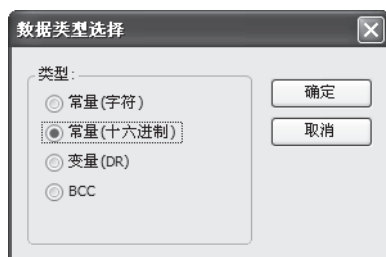 数据类型选择
类型:
常量(字符)
常量(十六进制)
变量(DR)
BCC
确定
取消